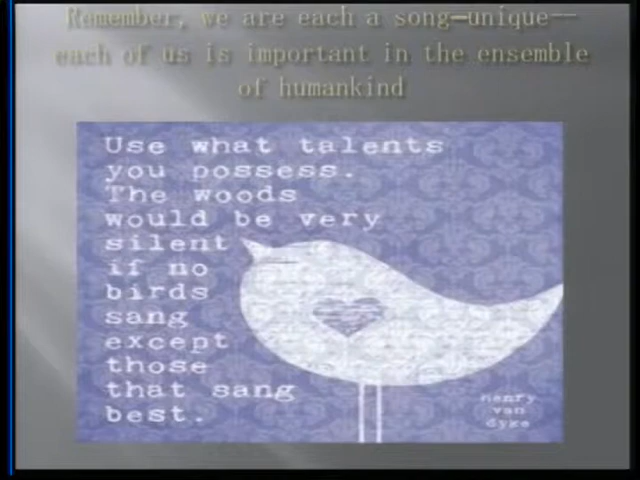 Remember, we are each a song—unique--
each of us is important in the ensemble
of humankind
Use what talents
you possess.
The woods
would be very
silent
if no
birds
sang
except
those
that sang
best.
henry
van
dyke